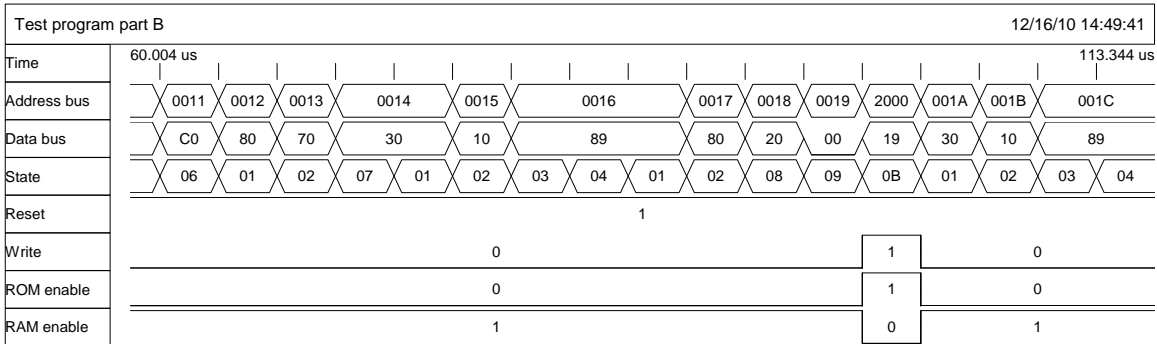 Test program part B 12/16/10 14:49:41
Time 60.004 us 113.344 us
Address bus 0011 0012 0013 0014 0015 0016 0017 0018 0019 2000 001A 001B 001C
Data bus C0 80 70 30 10 89 80 20 00 19 30 10 89
State 06 01 02 07 01 02 03 04 01 02 08 09 0B 01 02 03 04
Reset 1
Write 0 1 0
ROM enable 0 1 0
RAM enable 1 0 1